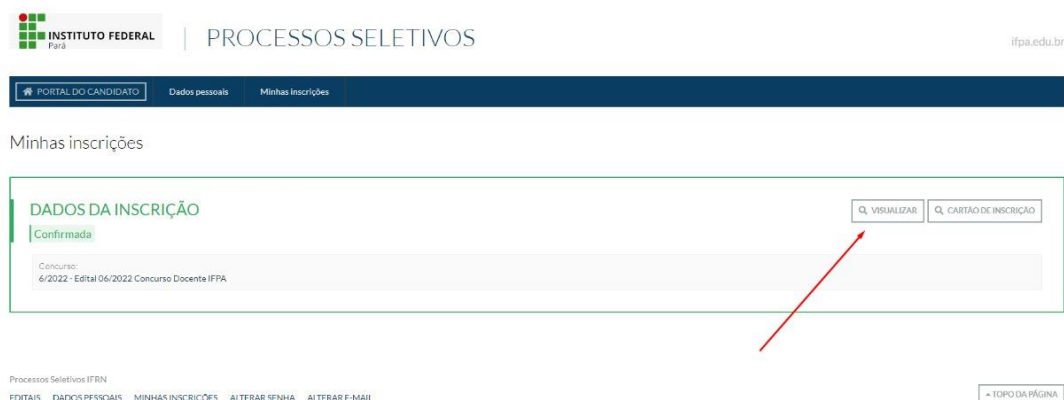 INSTITUTO FEDERAL
Pará
PROCESSOS SELETIVOS
ifpa.edu.br
PORTAL DO CANDIDATO Dados pessoais Minhas inscrições
Minhas inscrições
DADOS DA INSCRIÇÃO
VISUALIZAR CARTÃO DE INSCRIÇÃO
Confirmada
Concurso:
6/2022 - Edital 06/2022 Concurso Docente IFPA
Processos Seletivos IFRN
EDITAIS DADOS PESSOAIS MINHAS INSCRIÇÕES ALTERAR SENHA ALTERAR E-MAIL
TOPO DA PÁGINA